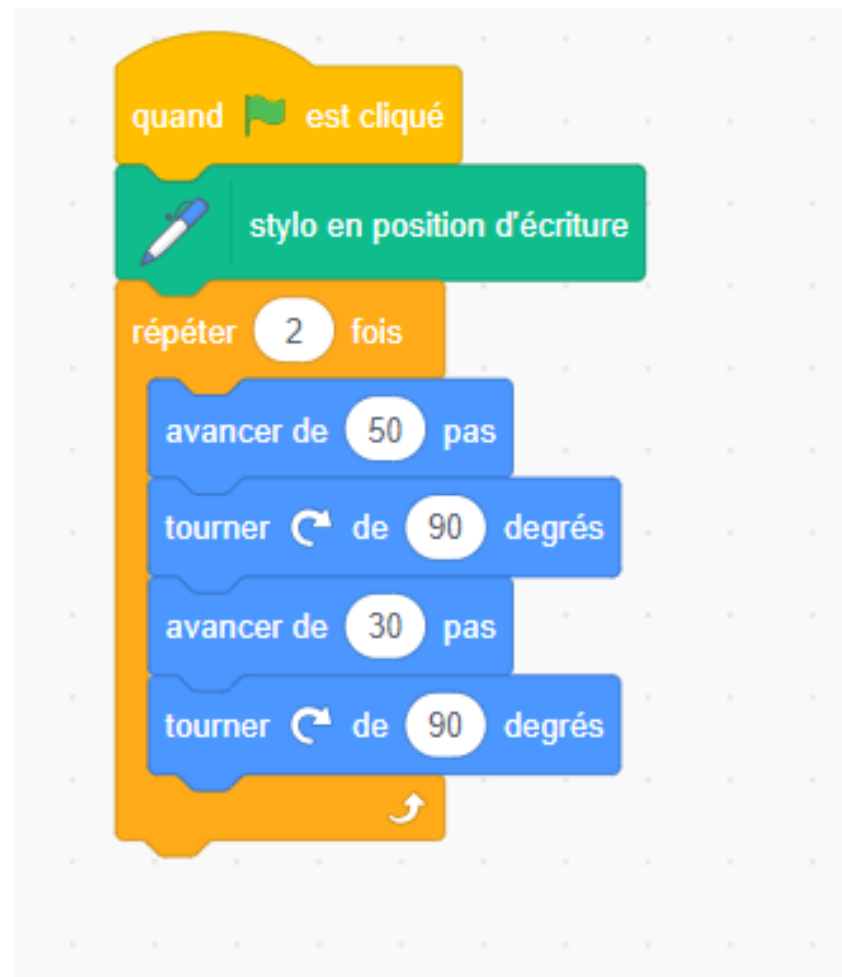 quand est cliqué
stylo en position d'écriture
répéter 2 fois
avancer de 50 pas
tourner de 90 degrés
avancer de 30 pas
tourner de 90 degrés